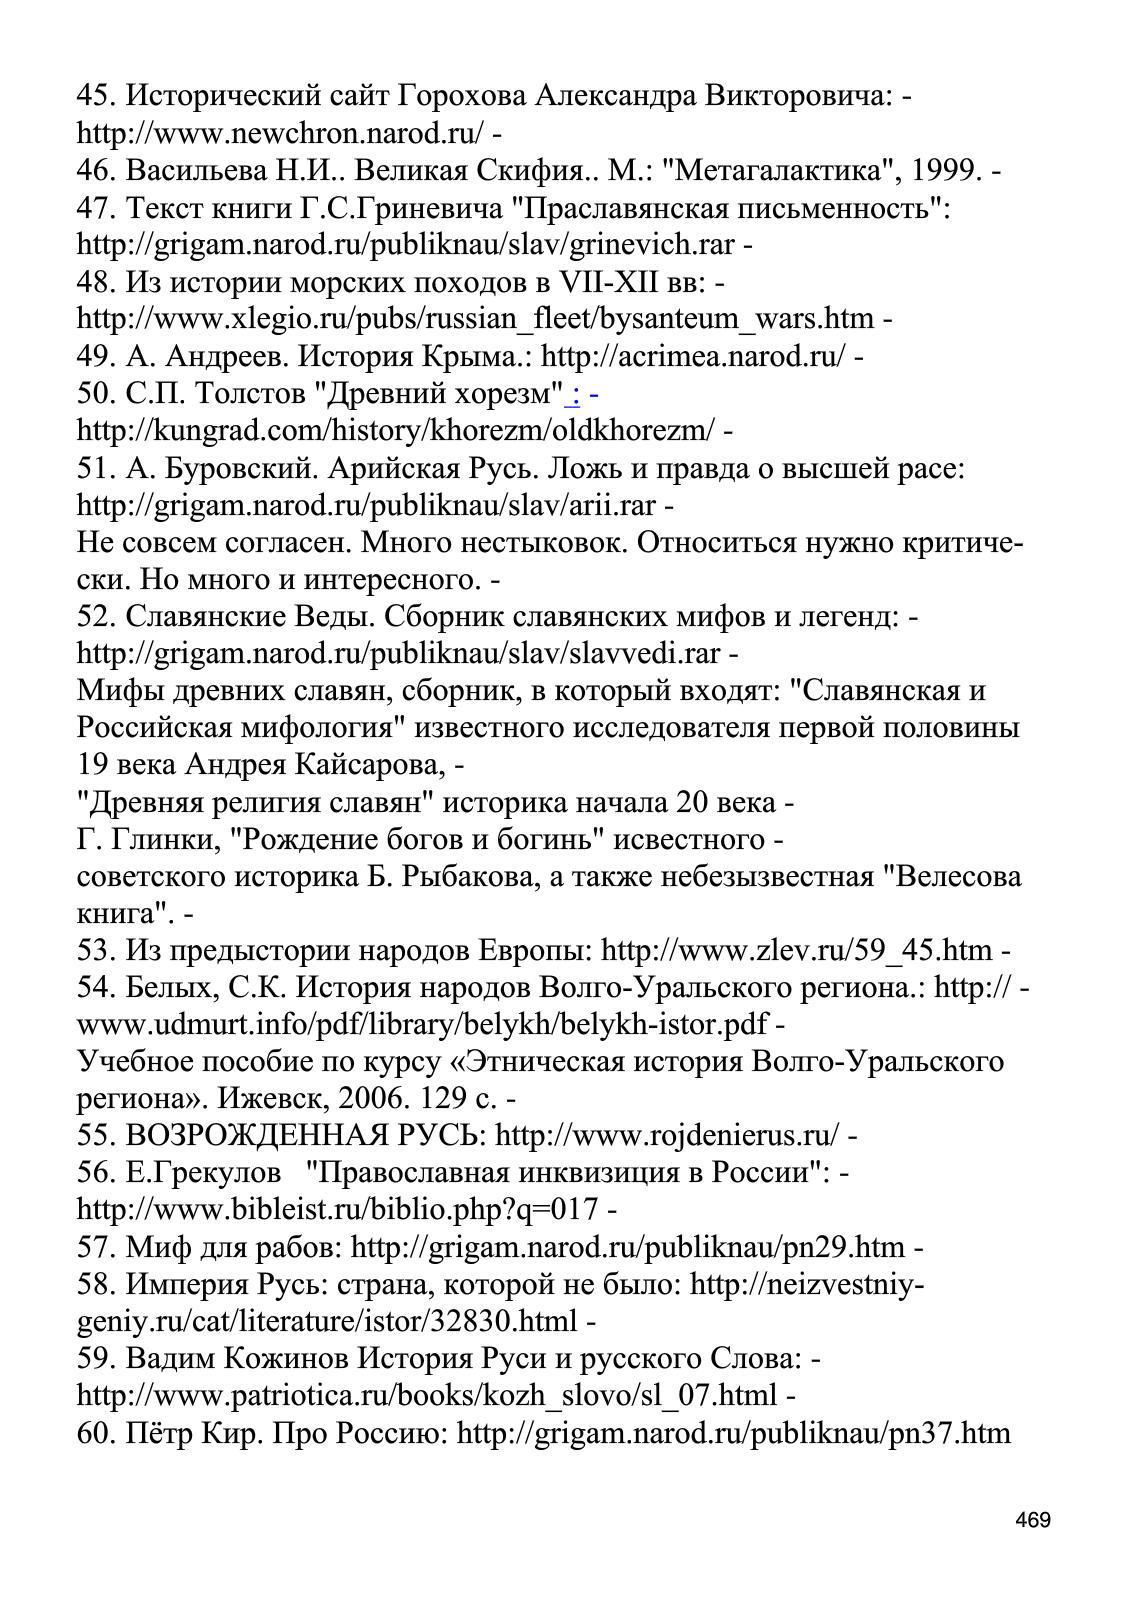 45. Исторический сайт Горохова Александра Викторовича: -
http://www.newchron.narod.ru/ -
46. Васильева Н.И.. Великая Скифия.. М.: "Метагалактика", 1999. -
47. Текст книги Г.С.Гриневича "Праславянская письменность":
http://grigam.narod.ru/publiknau/slav/grinevich.rar -
48. Из истории морских походов в VII-XII вв: -
http://www.xlegio.ru/pubs/russian_fleet/bysanteum_wars.htm -
49. А. Андреев. История Крыма.: http://acrimea.narod.ru/ -
50. С.П. Толстов "Древний хорезм" : -
http://kungrad.com/history/khorezm/oldkhorezm/ -
51. А. Буровский. Арийская Русь. Ложь и правда о высшей расе:
http://grigam.narod.ru/publiknau/slav/arii.rar -
Не совсем согласен. Много нестыковок. Относиться нужно критиче-
ски. Но много и интересного. -
52. Славянские Веды. Сборник славянских мифов и легенд: -
http://grigam.narod.ru/publiknau/slav/slavvedi.rar -
Мифы древних славян, сборник, в который входят: "Славянская и
Российская мифология" известного исследователя первой половины
19 века Андрея Кайсарова, -
"Древняя религия славян" историка начала 20 века -
Г. Глинки, "Рождение богов и богинь" исвестного -
советского историка Б. Рыбакова, а также небезызвестная "Велесова
книга". -
53. Из предыстории народов Европы: http://www.zlev.ru/59_45.htm -
54. Белых, С.К. История народов Волго-Уральского региона.: http:// -
www.udmurt.info/pdf/library/belykh/belykh-istor.pdf -
Учебное пособие по курсу «Этническая история Волго-Уральского
региона». Ижевск, 2006. 129 с. -
55. ВОЗРОЖДЕННАЯ РУСЬ: http://www.rojdenierus.ru/ -
56. Е.Грекулов   "Православная инквизиция в России": -
http://www.bibleist.ru/biblio.php?q=017 -
57. Миф для рабов: http://grigam.narod.ru/publiknau/pn29.htm -
58. Империя Русь: страна, которой не было: http://neizvestniy-
geniy.ru/cat/literature/istor/32830.html -
59. Вадим Кожинов История Руси и русского Слова: -
http://www.patriotica.ru/books/kozh_slovo/sl_07.html -
60. Пётр Кир. Про Россию: http://grigam.narod.ru/publiknau/pn37.htm
469